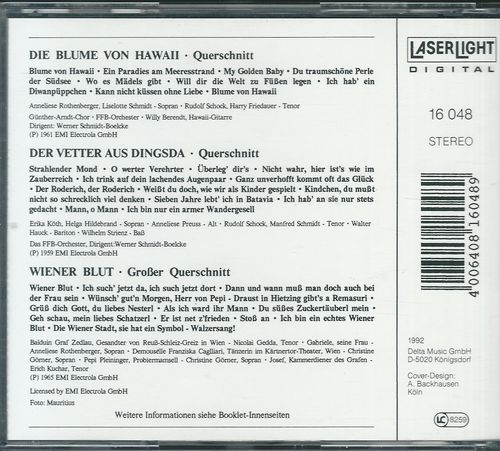 DIE BLUME VON HAWAII · Querschnitt
Blume von Hawaii · Ein Paradies am Meeresstrand · My Golden Baby · Du traumschöne Perle
der Südsee · Wo es Mädels gibt · Will dir die Welt zu Füßen legen · Ich hab' ein
Diwanpüppchen · Kann nicht küssen ohne Liebe · Blume von Hawaii
Anneliese Rothenberger, Liselotte Schmidt - Sopran · Rudolf Schock, Harry Friedauer - Tenor
Günther-Arndt-Chor · FFB-Orchester · Willy Berendt, Hawaii-Gitarre
Dirigent: Werner Schmidt-Boelcke
(P) 1961 EMI Electrola GmbH
DER VETTER AUS DINGSDA · Querschnitt
Strahlender Mond · O werter Verehrter · Überleg' dir's · Nicht wahr, hier ist's wie im
Zauberreich · Ich trink auf dein lachendes Augenpaar · Ganz unverhofft kommt oft das Glück
· Der Roderich, der Roderich · Weißt du doch, wie wir als Kinder gespielt · Kindchen, du mußt
nicht so schrecklich viel denken · Sieben Jahre lebt' ich in Batavia · Ich hab' an sie nur stets
gedacht · Mann, o Mann · Ich bin nur ein armer Wandergesell
Erika Köth, Helga Hildebrand - Sopran · Anneliese Preuss - Alt · Rudolf Schock, Manfred Schmidt - Tenor · Walter
Hauck - Bariton · Wilhelm Strienz - Baß
Das FFB-Orchester, Dirigent:Werner Schmidt-Boelcke
(P) 1959 EMI Electrola GmbH
WIENER BLUT · Großer Querschnitt
Wiener Blut · Ich such' jetzt da, ich such jetzt dort · Dann und wann muß man doch auch bei
der Frau sein · Wünsch' gut'n Morgen, Herr von Pepi - Draust in Hietzing gibt's a Remasuri ·
Grüß dich Gott, du liebes Nesterl · Als ich ward ihr Mann · Du süßes Zuckertäuberl mein ·
Geh schau, mein liebes Schatzerl · Er ist net z'frieden · Stoß an · Ich bin ein echtes Wiener
Blut · Die Wiener Stadt, sie hat ein Symbol - Walzersang!
Balduin Graf Zedlau, Gesandter von Reuß-Schleiz-Greiz in Wien - Nicolai Gedda, Tenor · Gabriele, seine Frau -
Anneliese Rothenberger, Sopran · Demouselle Franziska Cagliari, Tänzerin im Kärtnertor-Theater, Wien - Christine
Görner, Sopran · Pepi Pleininger, Probiermamsell - Christine Görner, Sopran · Josef, Kammerdiener des Grafen -
Erich Kuchar, Tenor
(P) 1965 EMI Electrola GmbH
Licensed by EMI Electrola GmbH
Foto: Mauritius
Weitere Informationen siehe Booklet-Innenseiten
LASERLIGHT
DIGITAL
16 048
STEREO
4 006408 160489
1992
Delta Music GmbH
D-5020 Königsdorf
Cover-Design:
A. Backhausen
Köln
LC 8259